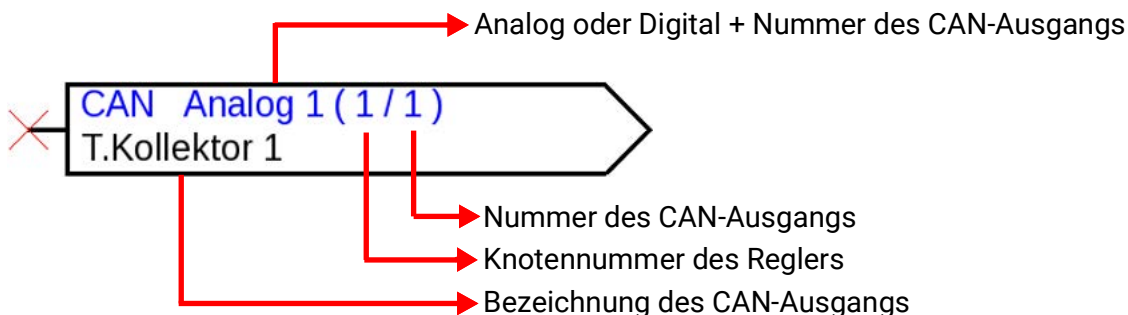 Analog oder Digital + Nummer des CAN-Ausgangs
CAN Analog 1 ( 1 / 1 )
T.Kollektor 1
Nummer des CAN-Ausgangs
Knotennummer des Reglers
Bezeichnung des CAN-Ausgangs